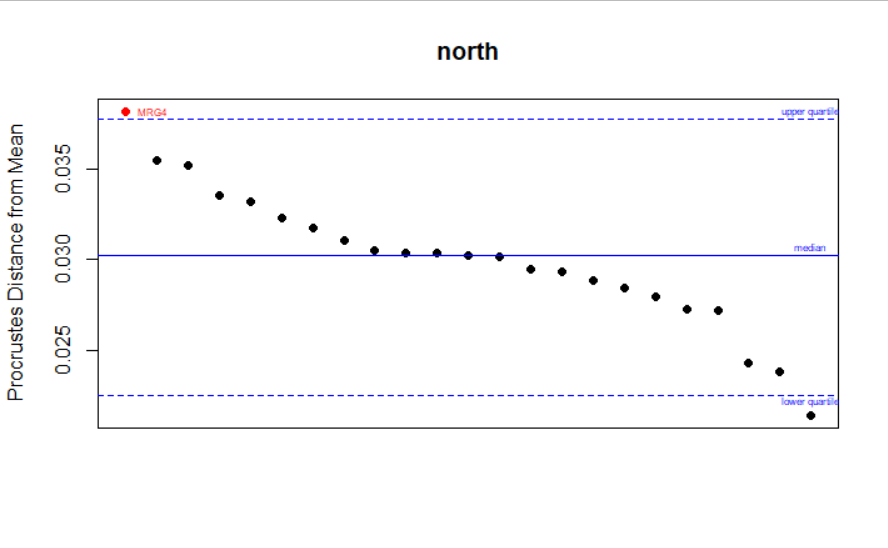 north
Procrustes Distance from Mean
0.035
0.030
0.025
MRG4
upper quartile
median
lower quartile